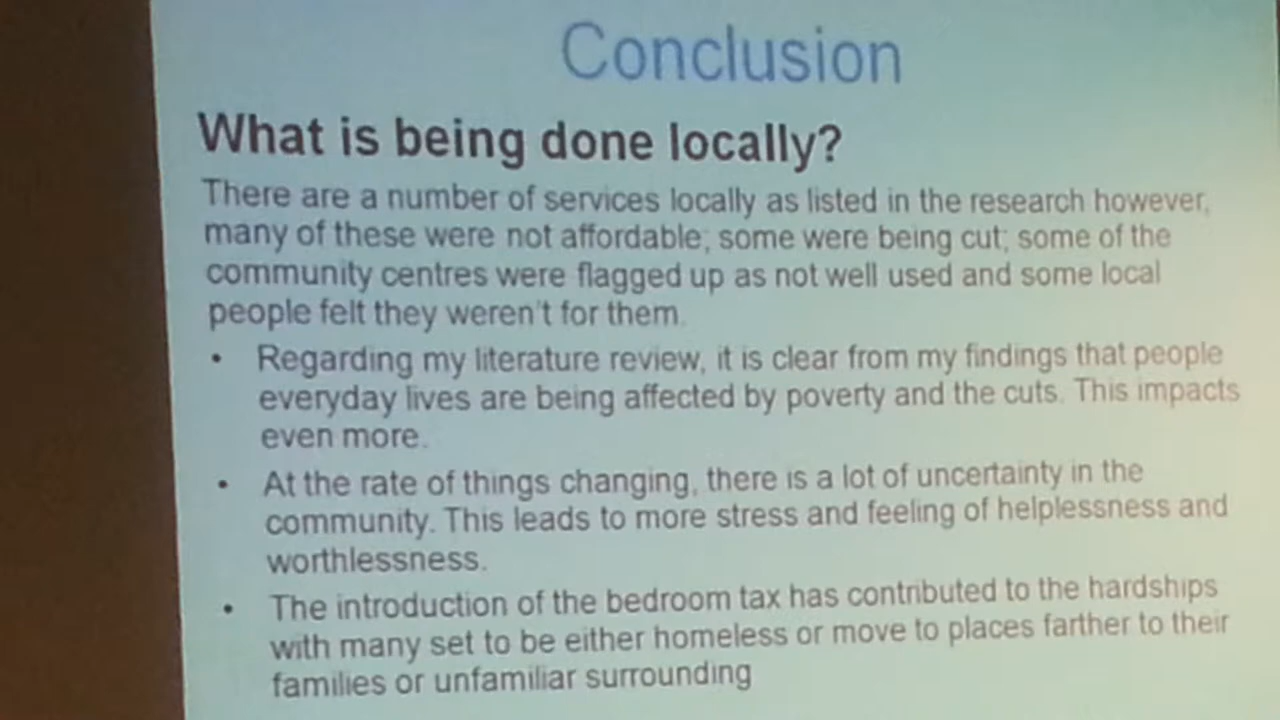 Conclusion
What is being done locally?
There are a number of services locally as listed in the research however,
many of these were not affordable; some were being cut; some of the
community centres were flagged up as not well used and some local
people felt they weren't for them.
• Regarding my literature review, it is clear from my findings that people
everyday lives are being affected by poverty and the cuts. This impacts
even more.
• At the rate of things changing, there is a lot of uncertainty in the
community. This leads to more stress and feeling of helplessness and
worthlessness.
• The introduction of the bedroom tax has contributed to the hardships
with many set to be either homeless or move to places farther to their
families or unfamiliar surrounding